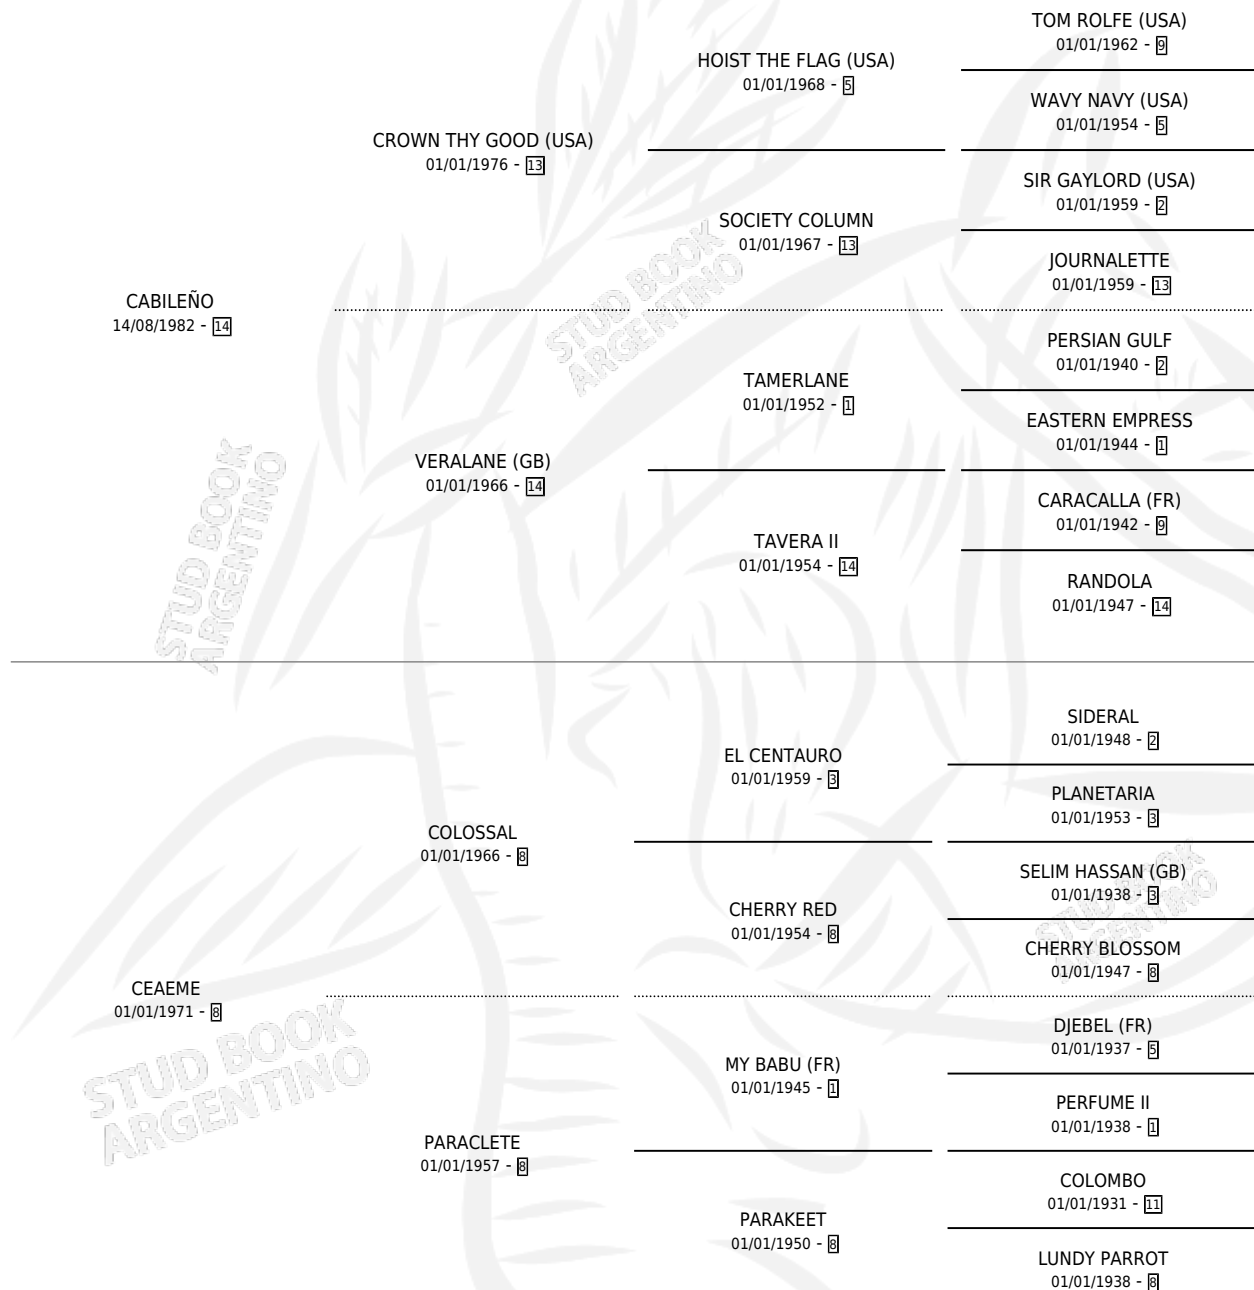 TOM ROLFE (USA)
01/01/1962 - 9
HOIST THE FLAG (USA)
01/01/1968 - 5
WAVY NAVY (USA)
01/01/1954 - 5
CROWN THY GOOD (USA)
01/01/1976 - 13
SIR GAYLORD (USA)
01/01/1959 - 2
SOCIETY COLUMN
01/01/1967 - 13
JOURNALETTE
01/01/1959 - 13
CABILEÑO
14/08/1982 - 14
STUD BOOK
ARGENTINO
PERSIAN GULF
01/01/1940 - 2
TAMERLANE
01/01/1952 - 1
EASTERN EMPRESS
01/01/1944 - 1
VERALANE (GB)
01/01/1966 - 14
CARACALLA (FR)
01/01/1942 - 9
TAVERA II
01/01/1954 - 14
RANDOLA
01/01/1947 - 14
STUD BOOK
ARGENTINO
SIDERAL
01/01/1948 - 2
EL CENTAURO
01/01/1959 - 3
PLANETARIA
01/01/1953 - 3
COLOSSAL
01/01/1966 - 8
SELIM HASSAN (GB)
01/01/1938 - 3
CHERRY RED
01/01/1954 - 8
CHERRY BLOSSOM
01/01/1947 - 8
STUD BOOK
ARGENTINO
CEAEME
01/01/1971 - 8
DJEBEL (FR)
01/01/1937 - 5
MY BABU (FR)
01/01/1945 - 1
PERFUME II
01/01/1938 - 1
STUD BOOK
ARGENTINO
PARACLETE
01/01/1957 - 8
COLOMBO
01/01/1931 - 11
PARAKEET
01/01/1950 - 8
LUNDY PARROT
01/01/1938 - 8